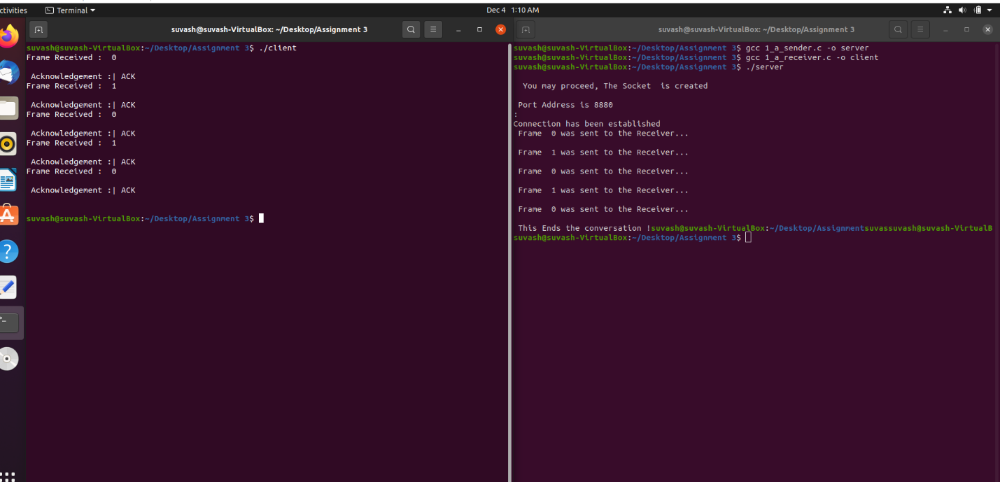 ctivities Terminal Dec 4 1:10 AM
suvash@suvash-VirtualBox: ~/Desktop/Assignment 3
suvash@suvash-VirtualBox:~/Desktop/Assignment 3$ ./client
Frame Received : 0
Acknowledgement :| ACK
Frame Received : 1
Acknowledgement :| ACK
Frame Received : 0
Acknowledgement :| ACK
Frame Received : 1
Acknowledgement :| ACK
Frame Received : 0
Acknowledgement :| ACK
suvash@suvash-VirtualBox:~/Desktop/Assignment 3$
suvash@suvash-VirtualBox: ~/Desktop/Assignment 3
suvash@suvash-VirtualBox:~/Desktop/Assignment 3$ gcc 1_a_sender.c -o server
suvash@suvash-VirtualBox:~/Desktop/Assignment 3$ gcc 1_a_receiver.c -o client
suvash@suvash-VirtualBox:~/Desktop/Assignment 3$ ./server
You may proceed, The Socket is created
Port Address is 8880
:
Connection has been established
Frame 0 was sent to the Receiver...
Frame 1 was sent to the Receiver...
Frame 0 was sent to the Receiver...
Frame 1 was sent to the Receiver...
Frame 0 was sent to the Receiver...
This Ends the conversation !suvash@suvash-VirtualBox:~/Desktop/Assignmentsuvassuvash@suvash-VirtualB
suvash@suvash-VirtualBox:~/Desktop/Assignment 3$